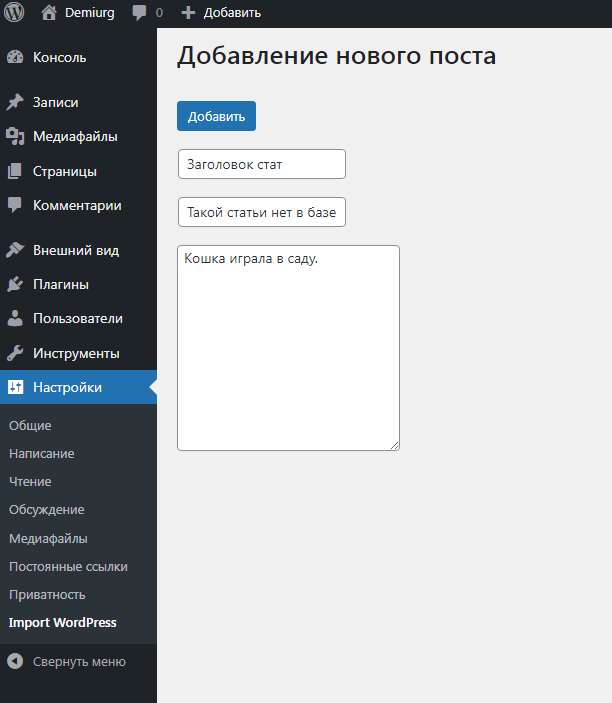 Demiurg 0 Добавить
Консоль
Записи
Медиафайлы
Страницы
Комментарии
Внешний вид
Плагины
Пользователи
Инструменты
Настройки
Общие
Написание
Чтение
Обсуждение
Медиафайлы
Постоянные ссылки
Приватность
Import WordPress
Свернуть меню
Добавление нового поста
Добавить
Заголовок стат
Такой статьи нет в базе
Кошка играла в саду.